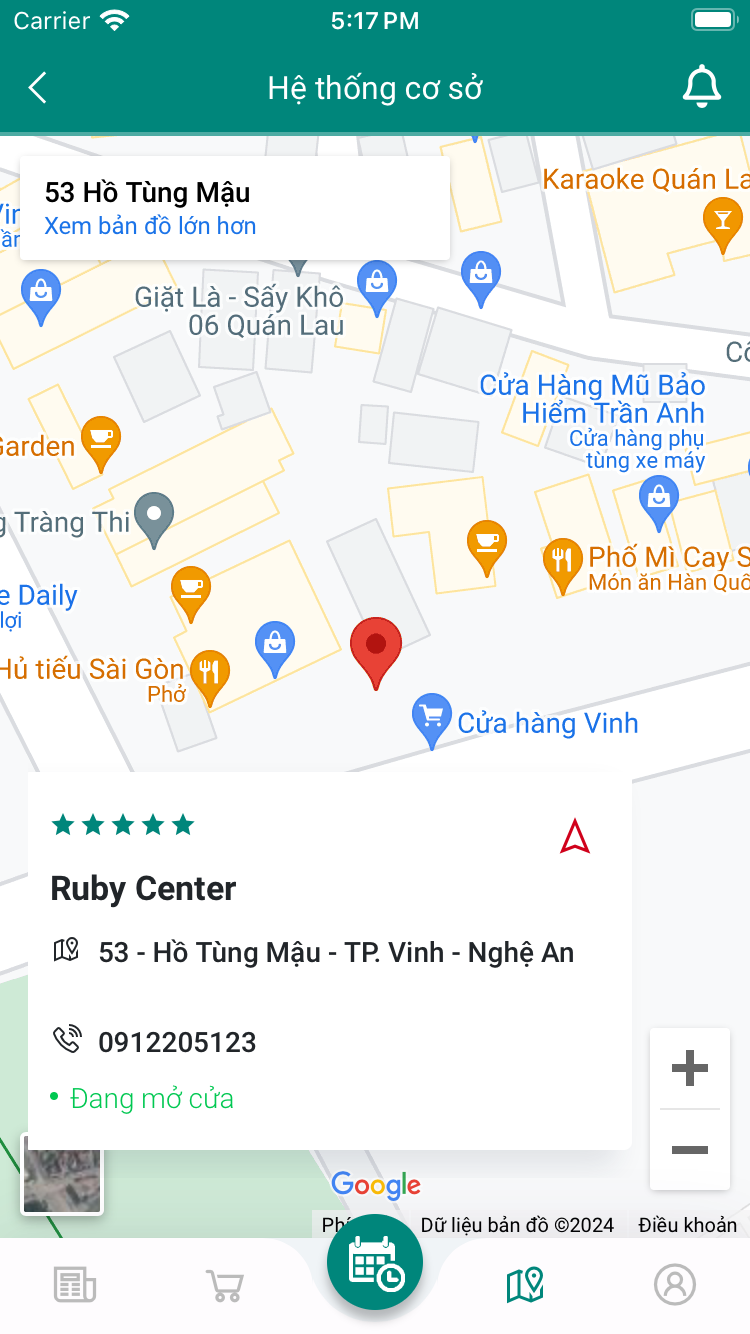 Carrier
5:17 PM
Hệ thống cơ sở
53 Hồ Tùng Mậu
Xem bản đồ lớn hơn
Karaoke Quán La
Giặt Là - Sấy Khô
06 Quán Lau
Cửa Hàng Mũ Bảo
Hiểm Trần Anh
Cửa hàng phụ
tùng xe máy
Garden
g Tràng Thi
Phố Mì Cay S
Món ăn Hàn Quố
e Daily
lợi
Hủ tiếu Sài Gòn
Phở
Cửa hàng Vinh
Ruby Center
53 - Hồ Tùng Mậu - TP. Vinh - Nghệ An
0912205123
Đang mở cửa
Google
Dữ liệu bản đồ ©2024
Điều khoản